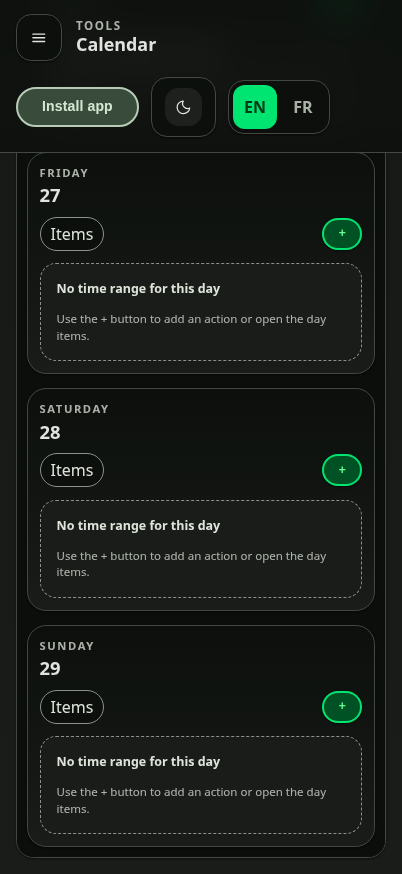 TOOLS
Calendar
Install app
EN FR
FRIDAY
27
Items +
No time range for this day
Use the + button to add an action or open the day
items.
SATURDAY
28
Items +
No time range for this day
Use the + button to add an action or open the day
items.
SUNDAY
29
Items +
No time range for this day
Use the + button to add an action or open the day
items.